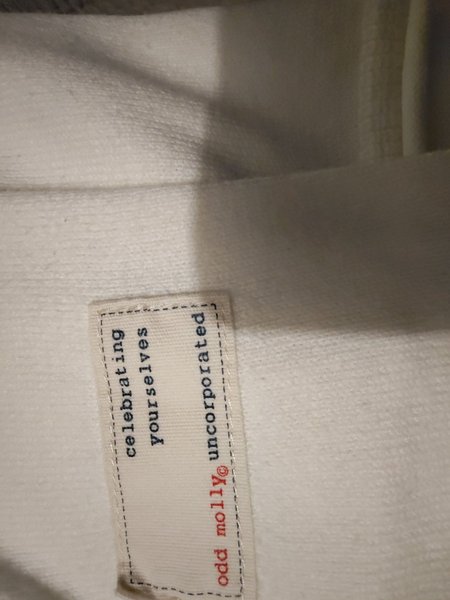 celebrating
yourselves
odd molly© uncorporated